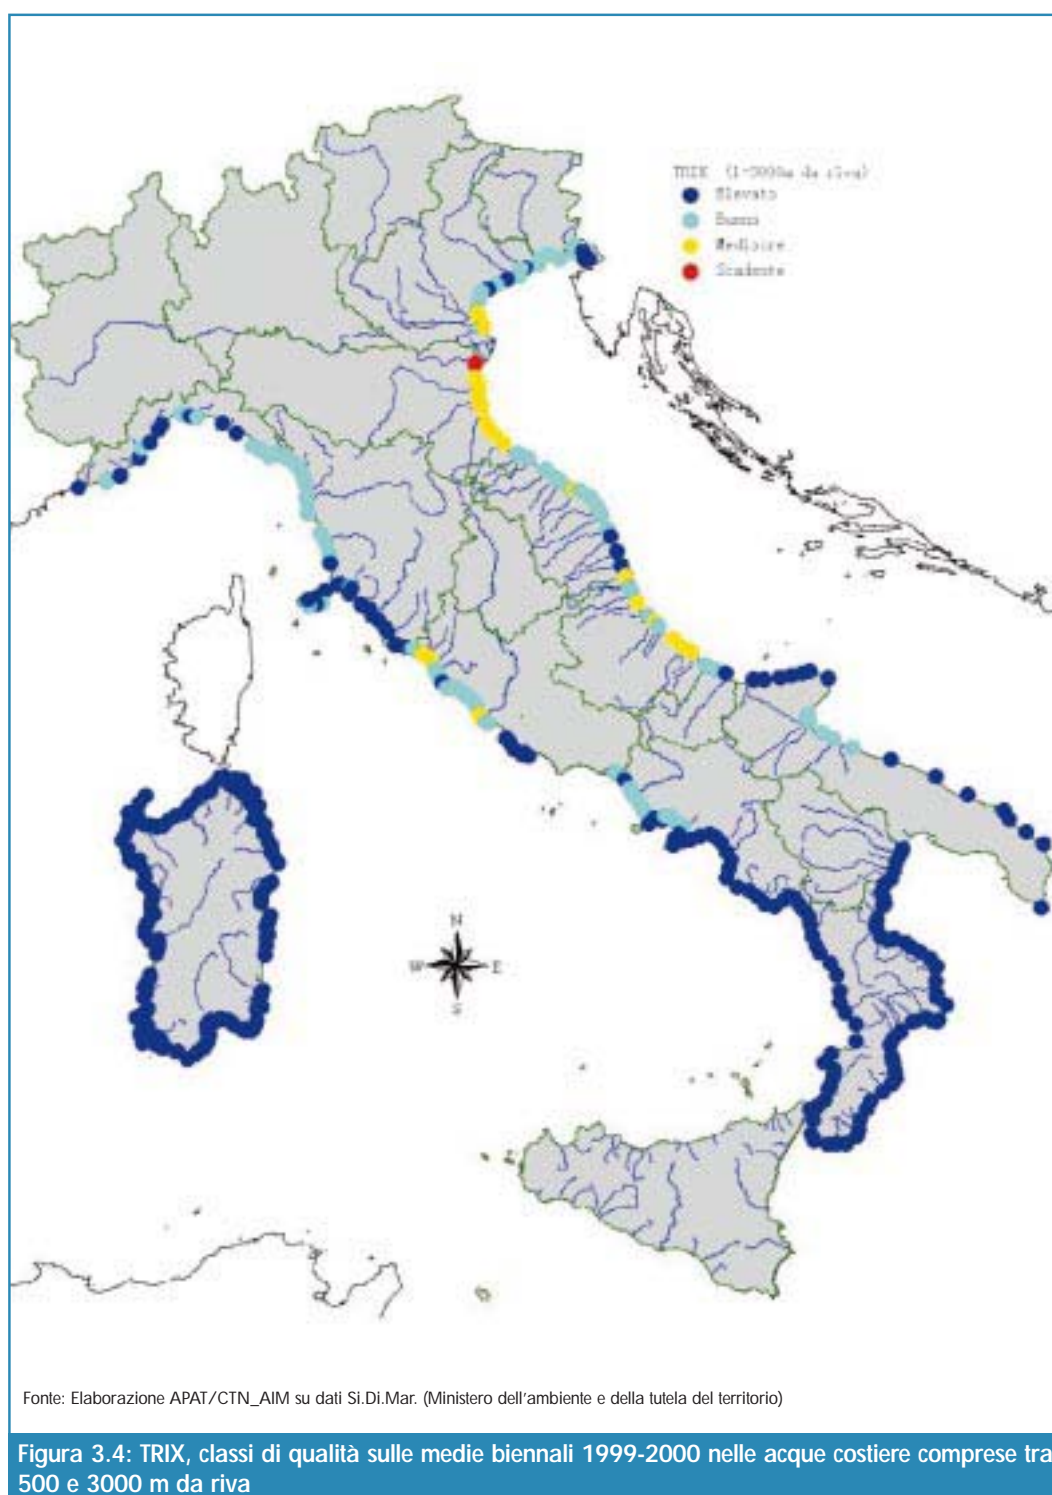 TRIX (1-3000m da riva)
Elevato
Buono
Mediocre
Scadente
N
W E
S
Fonte: Elaborazione APAT/CTN_AIM su dati Si.Di.Mar. (Ministero dell'ambiente e della tutela del territorio)
Figura 3.4: TRIX, classi di qualità sulle medie biennali 1999-2000 nelle acque costiere comprese tra
500 e 3000 m da riva